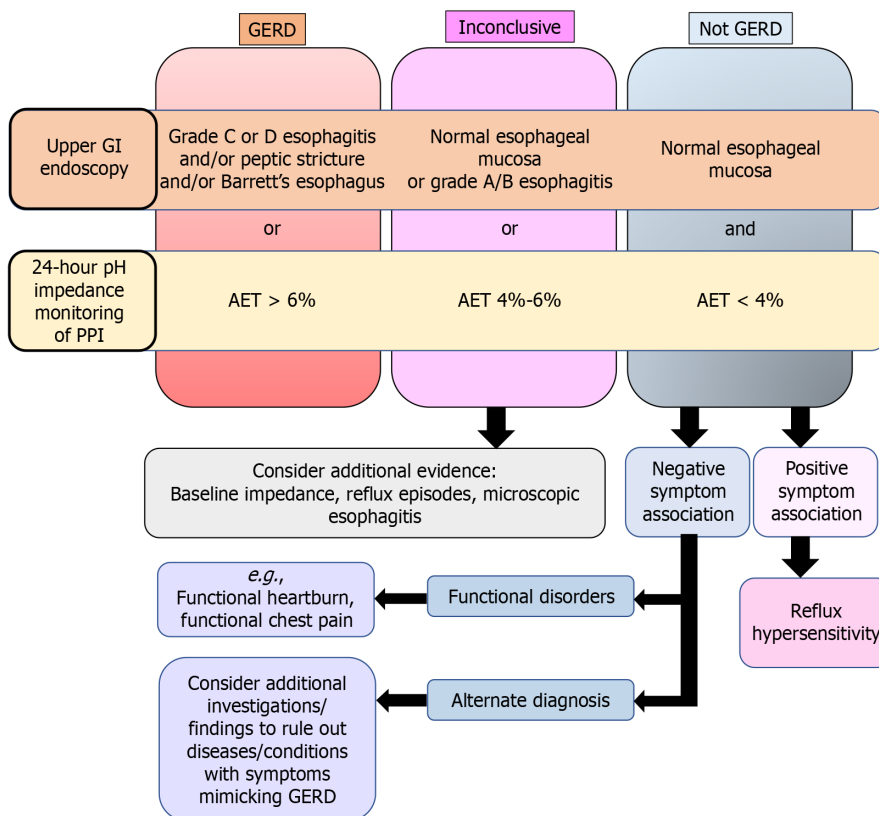 GERD
Inconclusive
Not GERD
Upper GI
endoscopy
Grade C or D esophagitis
and/or peptic stricture
and/or Barrett's esophagus
Normal esophageal
mucosa
or grade A/B esophagitis
Normal esophageal
mucosa
or
or
and
24-hour pH
impedance
monitoring
of PPI
AET > 6%
AET 4%-6%
AET < 4%
Consider additional evidence:
Baseline impedance, reflux episodes, microscopic
esophagitis
Negative
symptom
association
Positive
symptom
association
e.g.,
Functional heartburn,
functional chest pain
Functional disorders
Reflux
hypersensitivity
Consider additional
investigations/
findings to rule out
diseases/conditions
with symptoms
mimicking GERD
Alternate diagnosis